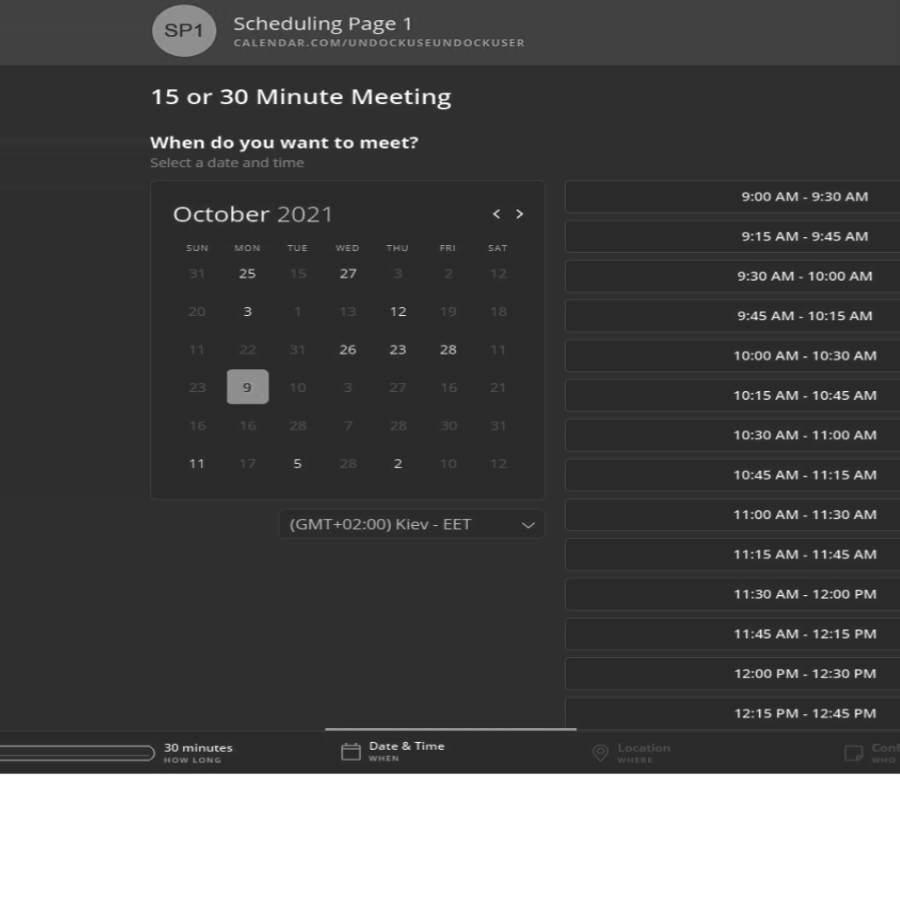 SP1
Scheduling Page 1
CALENDAR.COM/UNDOCKUSEUNDOCKUSER
15 or 30 Minute Meeting
When do you want to meet?
Select a date and time
October 2021
< >
SUN MON TUE WED THU FRI SAT
31 25 15 27 3 2 12
20 3 1 13 12 19 18
11 22 31 26 23 28 11
23 9 10 3 27 16 21
16 16 28 7 28 30 31
11 17 5 28 2 10 12
(GMT+02:00) Kiev - EET
9:00 AM - 9:30 AM
9:15 AM - 9:45 AM
9:30 AM - 10:00 AM
9:45 AM - 10:15 AM
10:00 AM - 10:30 AM
10:15 AM - 10:45 AM
10:30 AM - 11:00 AM
10:45 AM - 11:15 AM
11:00 AM - 11:30 AM
11:15 AM - 11:45 AM
11:30 AM - 12:00 PM
11:45 AM - 12:15 PM
12:00 PM - 12:30 PM
12:15 PM - 12:45 PM
30 minutes
HOW LONG
Date & Time
WHEN
Location
WHERE
Conf
WHO